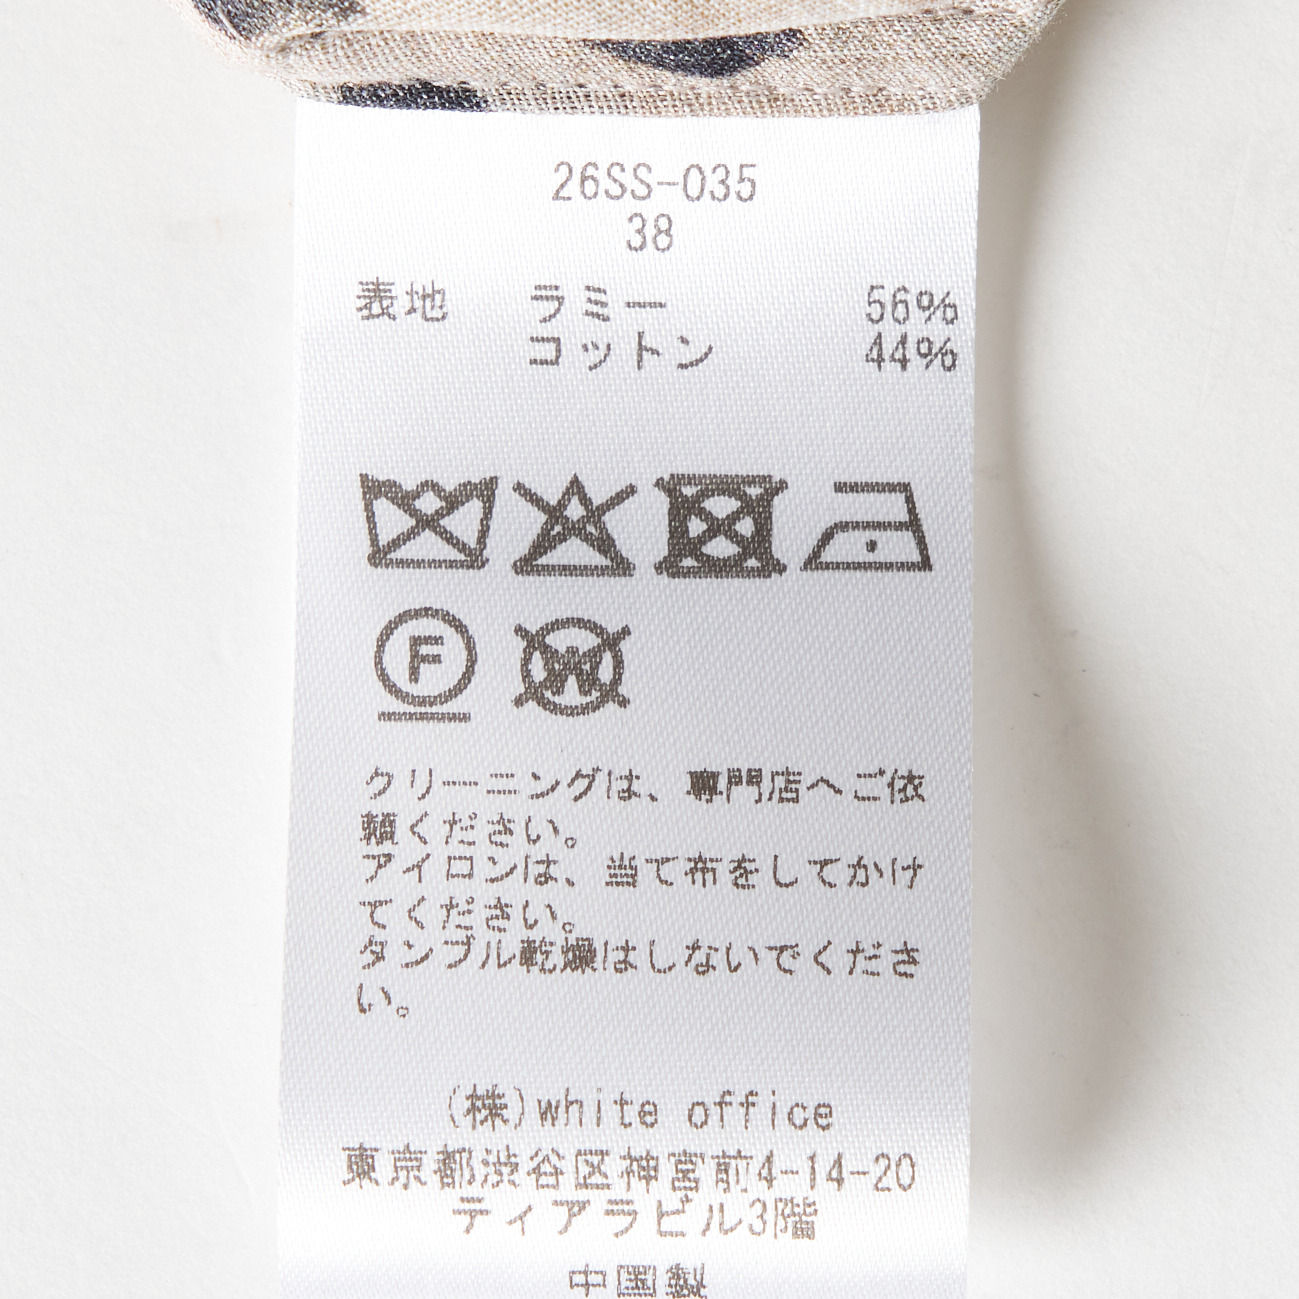 26SS-035
38
表地 ラミー 56%
コットン 44%
F
W
クリーニングは、専門店へご依
頼ください。
アイロンは、当て布をしてかけ
てください。
タンブル乾燥はしないでくださ
い。
(株)white office
東京都渋谷区神宮前4-14-20
ティアラビル3階
中国製